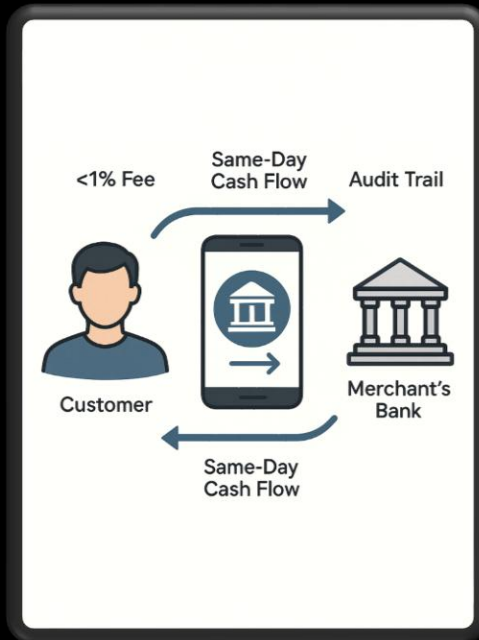 <1% Fee
Same-Day
Cash Flow
Audit Trail
Customer
Merchant's
Bank
Same-Day
Cash Flow